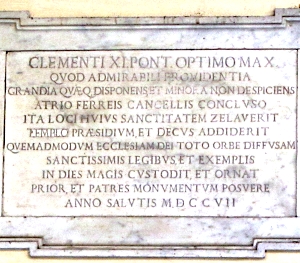 CLEMENTI XI. PONT. OPTIMO MAX.
QVOD ADMIRABILI PROVIDENTIA
GRANDIA QVÆQ. DISPONENS, ET MINORA NON DESPICIENS
ATRIO FERREIS CANCELLIS CONCLVSO
ITA LOCI HVIVS SANCTITATEM ZELAVERIT
TEMPLO PRÆSIDIVM, ET DECVS ADDIDERIT
QVEMADMODVM ECCLESIAM DEI TOTO ORBE DIFFVSAM
SANCTISSIMIS LEGIBVS, ET EXEMPLIS
IN DIES MAGIS CVSTODIT, ET ORNAT
PRIOR, ET PATRES MONVMENTVM POSVERE
ANNO SALVTIS M.DCCVII